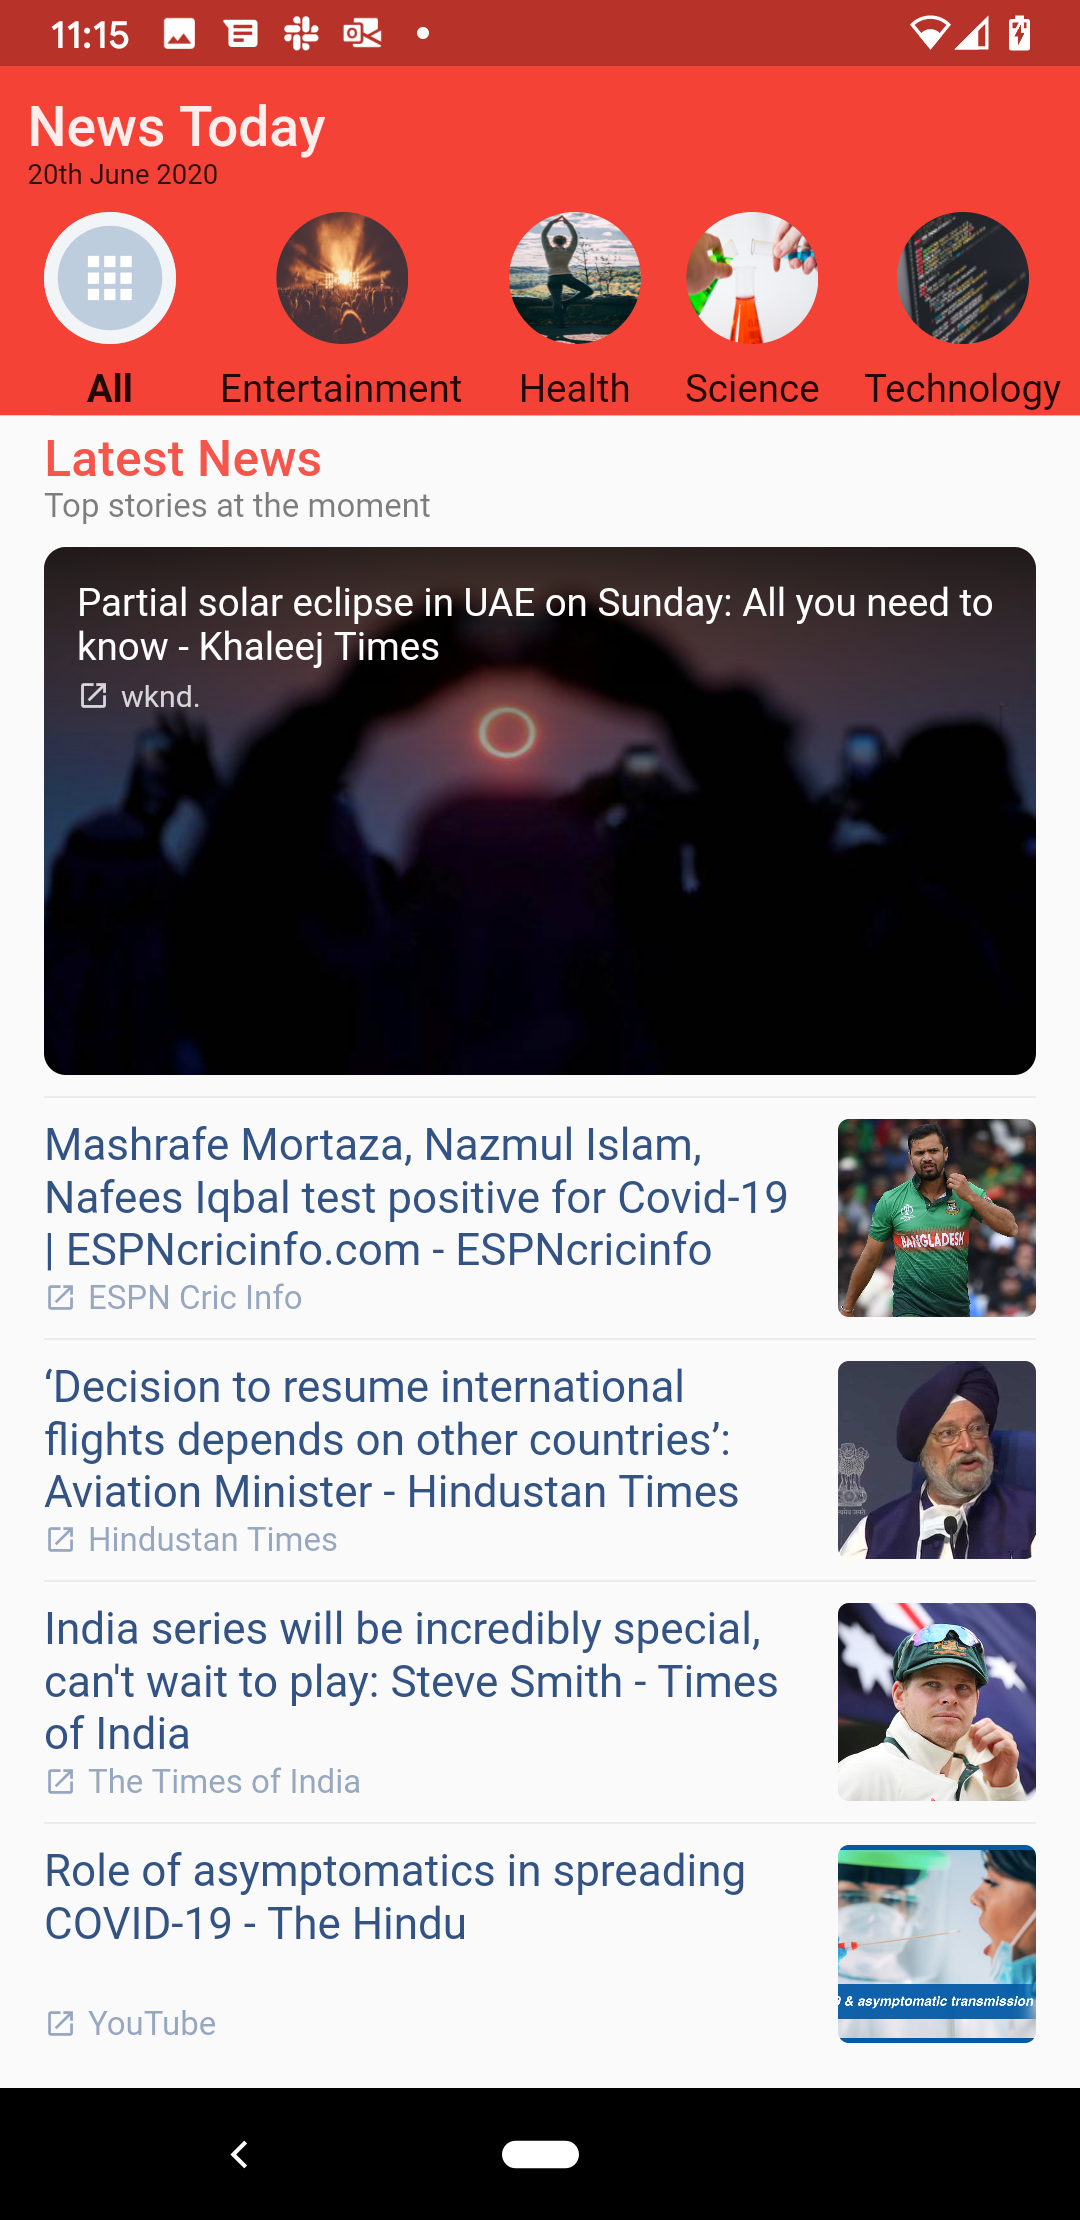 11:15
News Today
20th June 2020
All
Entertainment
Health
Science
Technology
Latest News
Top stories at the moment
Partial solar eclipse in UAE on Sunday: All you need to
know - Khaleej Times
wknd.
Mashrafe Mortaza, Nazmul Islam,
Nafees Iqbal test positive for Covid-19
| ESPNcricinfo.com - ESPNcricinfo
ESPN Cric Info
BANGLADESH
‘Decision to resume international
flights depends on other countries’:
Aviation Minister - Hindustan Times
Hindustan Times
India series will be incredibly special,
can't wait to play: Steve Smith - Times
of India
The Times of India
Role of asymptomatics in spreading
COVID-19 - The Hindu
& asymptomatic transmission
YouTube